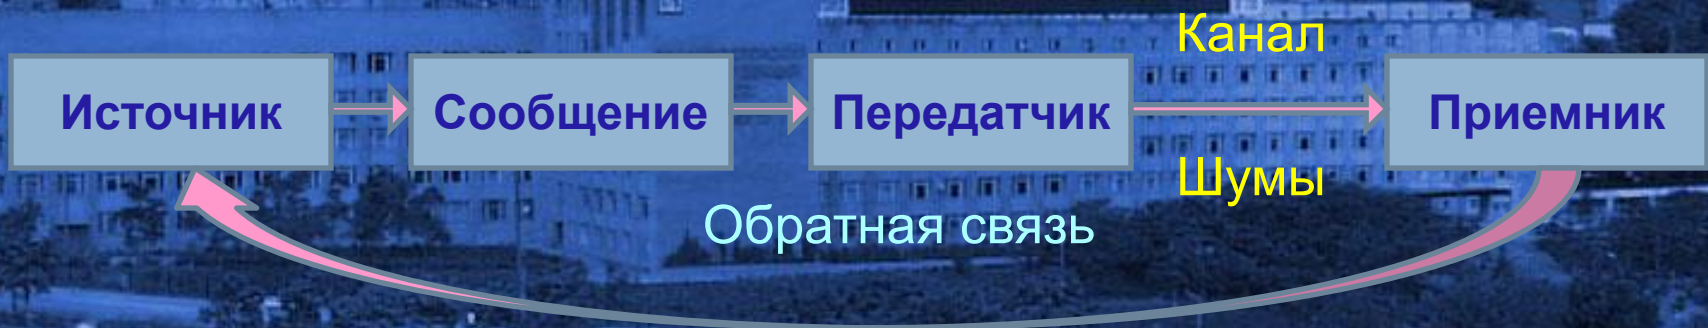 Канал
Источник
Сообщение
Передатчик
Приемник
Шумы
Обратная связь